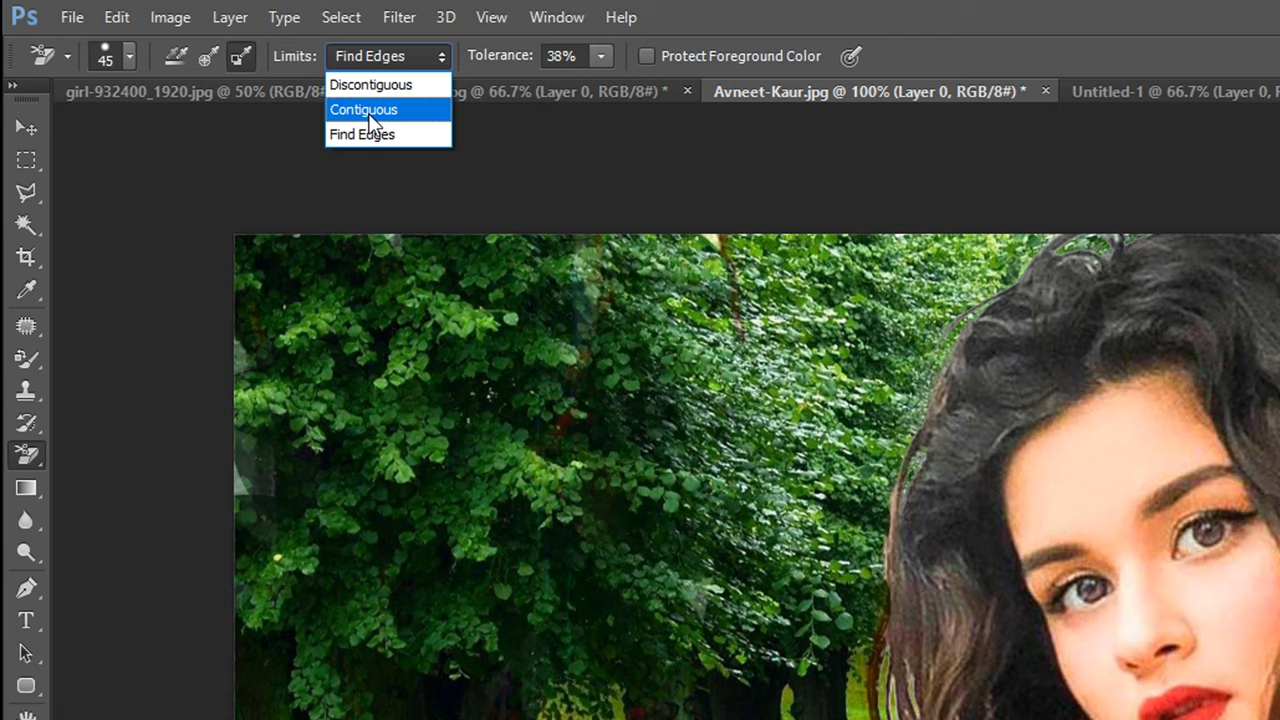 Ps File Edit Image Layer Type Select Filter 3D View Window Help
45 Limits: Find Edges Tolerance: 38% Protect Foreground Color
Discontiguous
Contiguous
Find Edges
girl-932400_1920.jpg @ 50% (RGB/8# g @ 66.7% (Layer 0, RGB/8#) * × Avneet-Kaur.jpg @ 100% (Layer 0, RGB/8#) * × Untitled-1 @ 66.7% (Layer 0, R
T